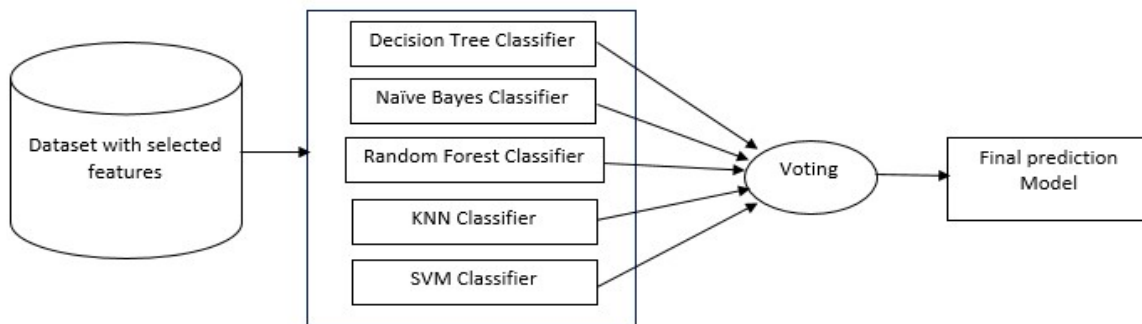 Dataset with selected
features
Decision Tree Classifier
Naïve Bayes Classifier
Random Forest Classifier
KNN Classifier
SVM Classifier
Voting
Final prediction
Model